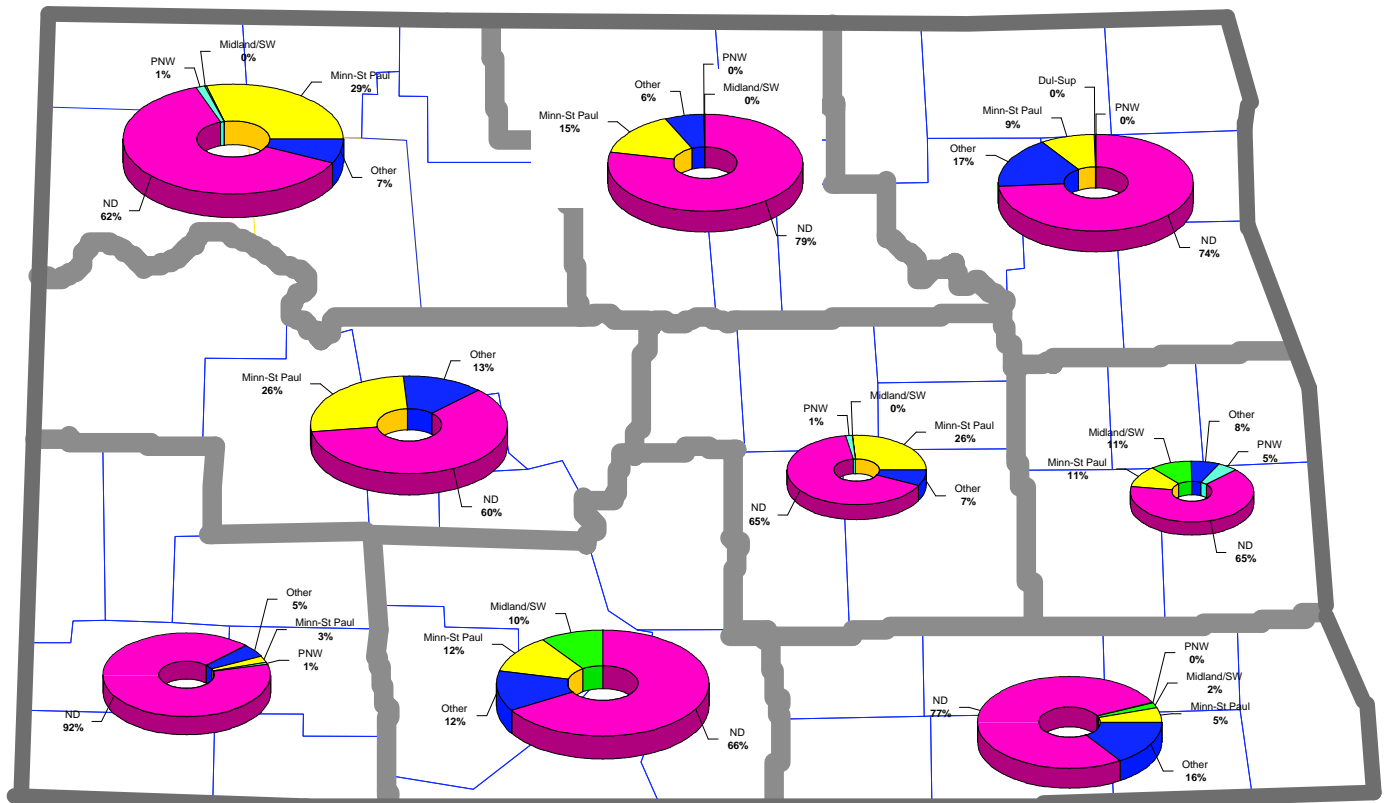 Midland/SW
0%
PNW
1%
Minn-St Paul
29%
Other
7%
ND
62%
PNW
0%
Other
6%
Midland/SW
0%
Minn-St Paul
15%
ND
79%
Dul-Sup
0%
PNW
0%
Minn-St Paul
9%
Other
17%
ND
74%
Other
13%
Minn-St Paul
26%
ND
60%
Midland/SW
0%
PNW
1%
Minn-St Paul
26%
Other
7%
ND
65%
Other
8%
Midland/SW
11%
PNW
5%
Minn-St Paul
11%
ND
65%
Other
5%
Minn-St Paul
3%
PNW
1%
ND
92%
Midland/SW
10%
Minn-St Paul
12%
Other
12%
ND
66%
PNW
0%
Midland/SW
2%
ND
77%
Minn-St Paul
5%
Other
16%